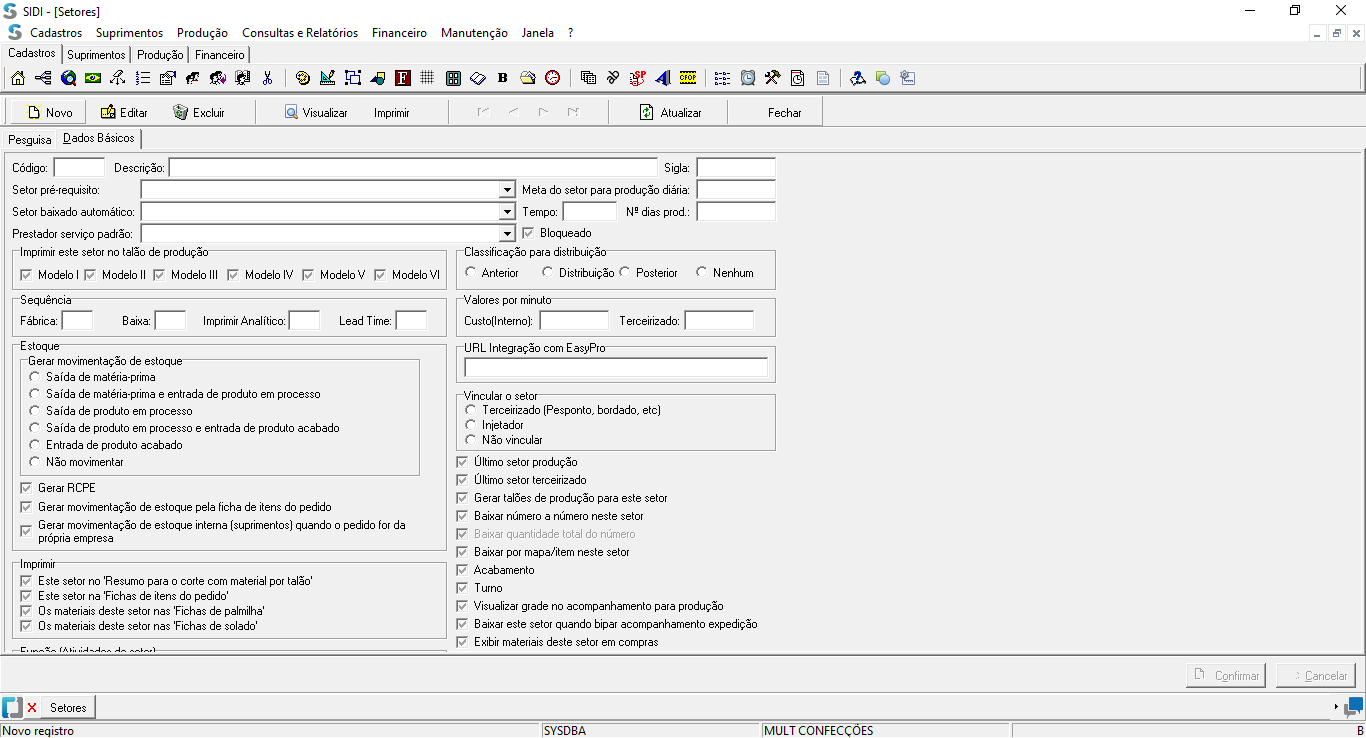 SIDI - [Setores]
Cadastros Suprimentos Produção Consultas e Relatórios Financeiro Manutenção Janela ?
Cadastros Suprimentos Produção Financeiro
F B SP CFOP
Novo Editar Excluir Visualizar Imprimir Atualizar Fechar
Pesquisa Dados Básicos
Código: Descrição: Sigla:
Setor pré-requisito: Meta do setor para produção diária:
Setor baixado automático: Tempo: Nº dias prod.:
Prestador serviço padrão: Bloqueado
Imprimir este setor no talão de produção
Modelo I Modelo II Modelo III Modelo IV Modelo V Modelo VI
Classificação para distribuição
Anterior Distribuição Posterior Nenhum
Sequência
Fábrica: Baixa: Imprimir Analítico: Lead Time:
Valores por minuto
Custo(Interno): Terceirizado:
Estoque
Gerar movimentação de estoque
Saída de matéria-prima
Saída de matéria-prima e entrada de produto em processo
Saída de produto em processo
Saída de produto em processo e entrada de produto acabado
Entrada de produto acabado
Não movimentar
Gerar RCPE
Gerar movimentação de estoque pela ficha de itens do pedido
Gerar movimentação de estoque interna (suprimentos) quando o pedido for da
própria empresa
Imprimir
Este setor no 'Resumo para o corte com material por talão'
Este setor na 'Fichas de itens do pedido'
Os materiais deste setor nas 'Fichas de palmilha'
Os materiais deste setor nas 'Fichas de solado'
Função (Atividades do setor)
URL Integração com EasyPro
Vincular o setor
Terceirizado (Pesponto, bordado, etc)
Injetador
Não vincular
Último setor produção
Último setor terceirizado
Gerar talões de produção para este setor
Baixar número a número neste setor
Baixar quantidade total do número
Baixar por mapa/item neste setor
Acabamento
Turno
Visualizar grade no acompanhamento para produção
Baixar este setor quando bipar acompanhamento expedição
Exibir materiais deste setor em compras
Confirmar Cancelar
Setores
Novo registro SYSDBA MULT CONFECÇÕES B